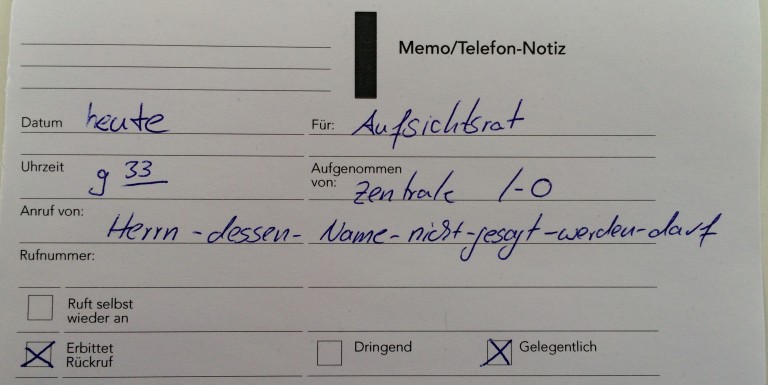 Memo/Telefon-Notiz
Datum heute Für: Aufsichtsrat
Uhrzeit 9 33 Aufgenommen von: Zentrale 1-0
Anruf von: Herrn - dessen - Name - nicht - gesagt - werden - darf
Rufnummer:
Ruft selbst wieder an
Erbittet Rückruf Dringend Gelegentlich